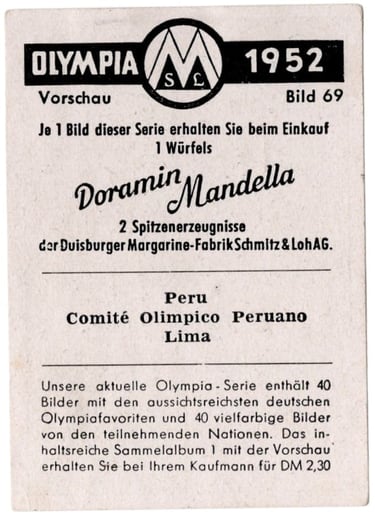 OLYMPIA M S L 1952
Vorschau Bild 69
Je 1 Bild dieser Serie erhalten Sie beim Einkauf
1 Würfels
Doramin Mandella
2 Spitzenerzeugnisse
der Duisburger Margarine-Fabrik Schmitz & Loh AG.
Peru
Comité Olimpico Peruano
Lima
Unsere aktuelle Olympia-Serie enthält 40
Bilder mit den aussichtsreichsten deutschen
Olympiafavoriten und 40 vielfarbige Bilder
von den teilnehmenden Nationen. Das in-
haltsreiche Sammelalbum 1 mit der Vorschau
erhalten Sie bei Ihrem Kaufmann für DM 2,30